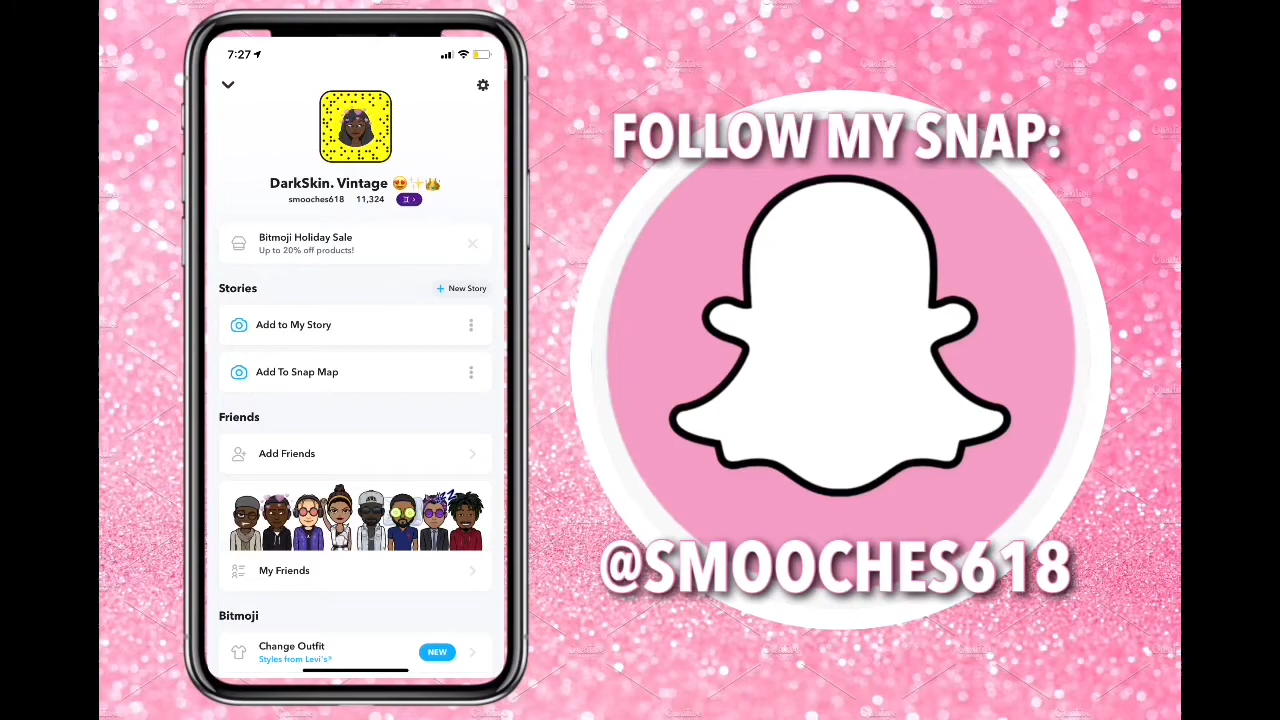 7:27
DarkSkin. Vintage 😍✨👑
smooches618 11,324
Bitmoji Holiday Sale
Up to 20% off products!
Stories
+ New Story
Add to My Story
Add To Snap Map
Friends
Add Friends
My Friends
Bitmoji
Change Outfit
Styles from Levi's®
NEW
FOLLOW MY SNAP:
@SMOOCHES618